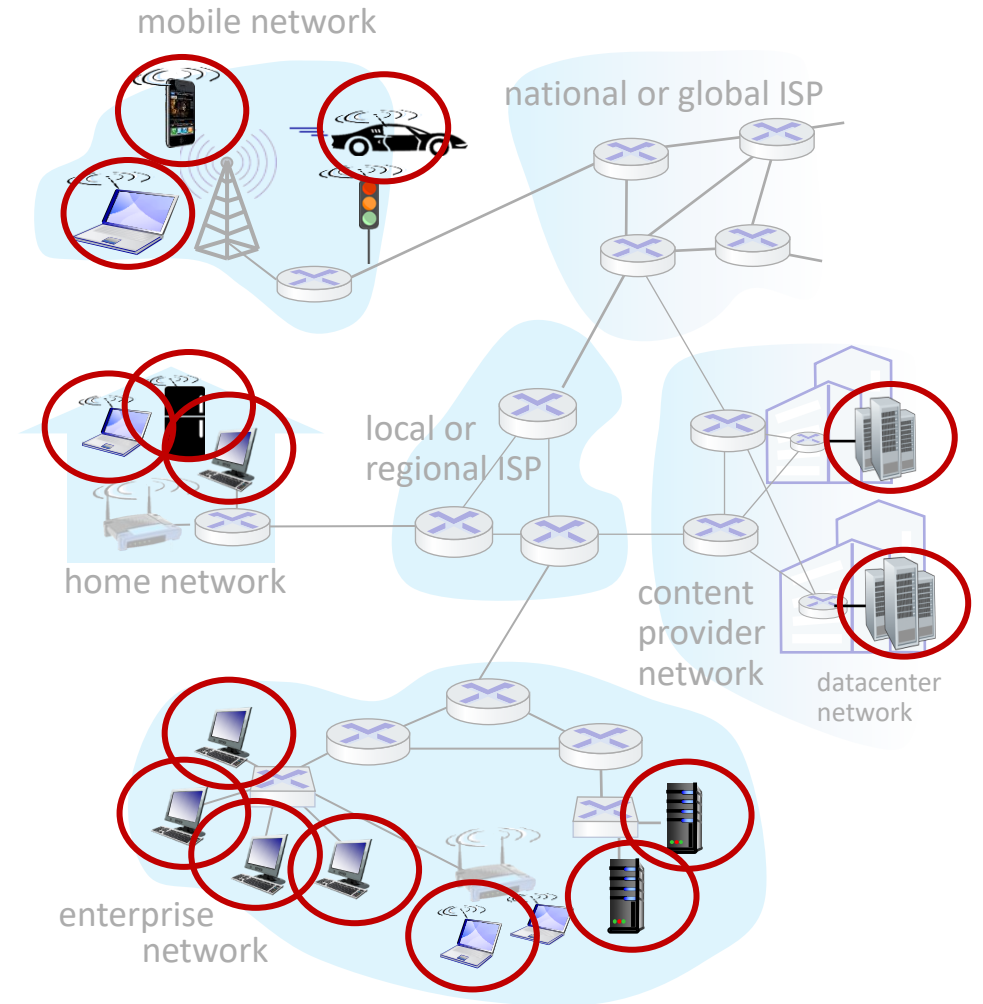 mobile network
national or global ISP
local or
regional ISP
home network
content
provider
network
datacenter
network
enterprise
network